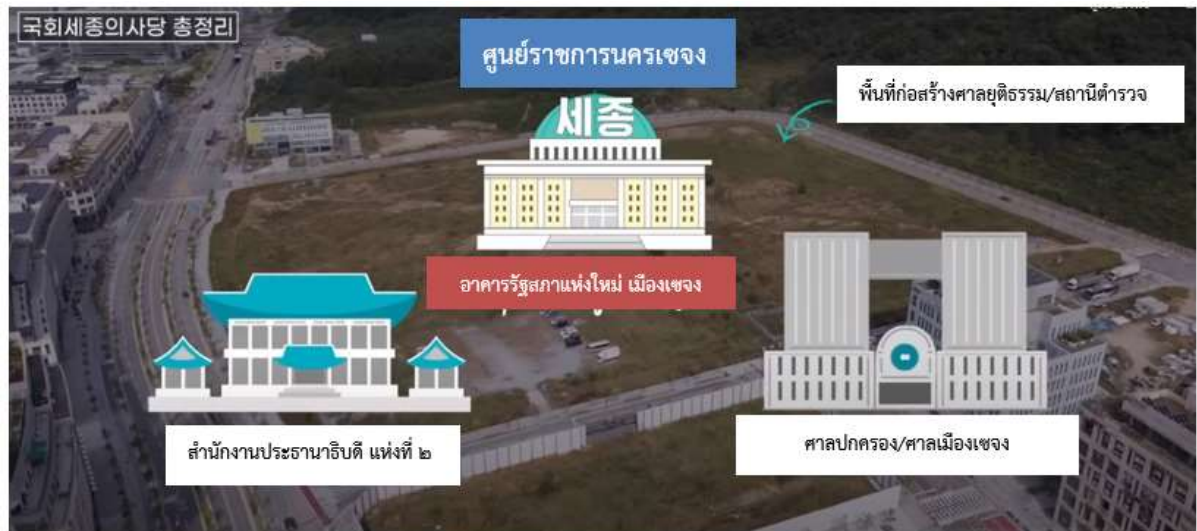 국회세종의사당 총정리
ศูนย์ราชการนครเซจง
พื้นที่ก่อสร้างศาลยุติธรรม/สถานีตำรวจ
세종
อาคารรัฐสภาแห่งใหม่ เมืองเซจง
สำนักงานประธานาธิบดี แห่งที่ ๒
ศาลปกครอง/ศาลเมืองเซจง